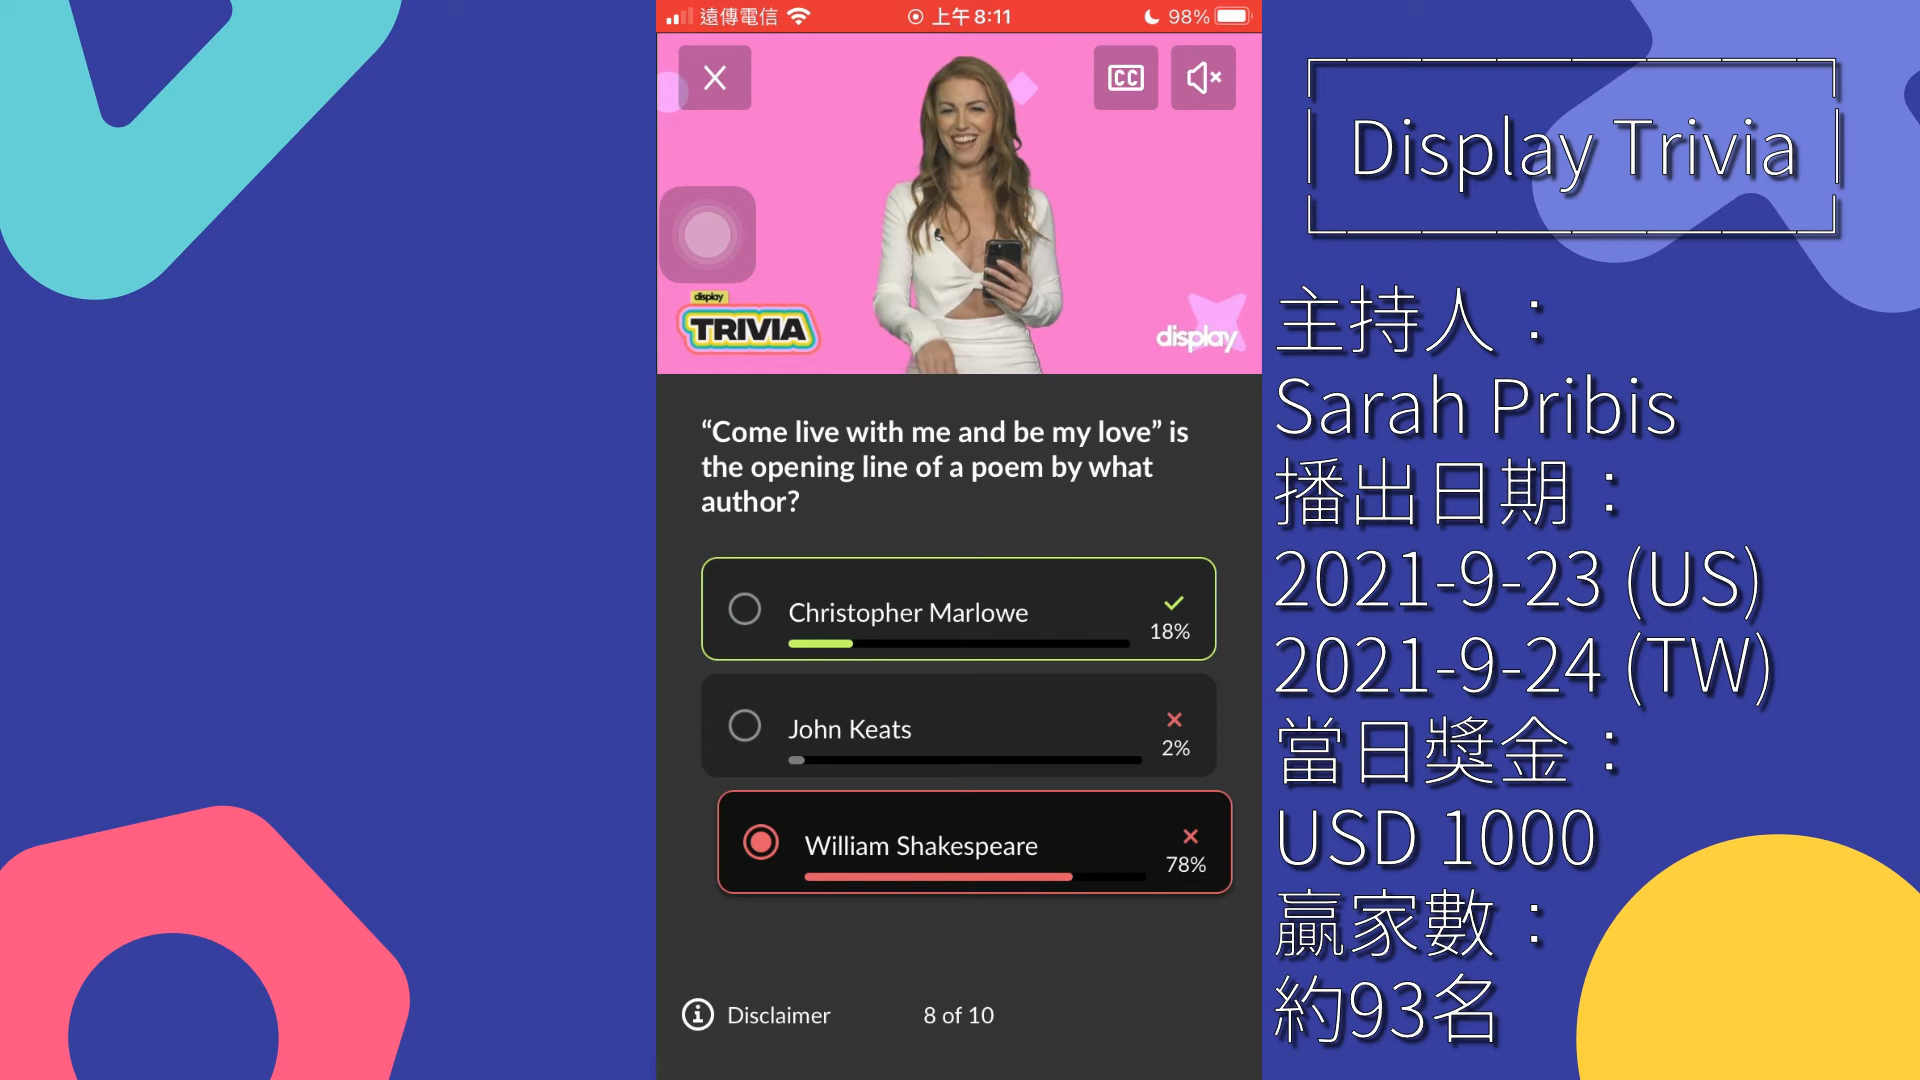 遠傳電信
上午8:11
98%
CC
display
TRIVIA
display
“Come live with me and be my love” is
the opening line of a poem by what
author?
Christopher Marlowe
18%
John Keats
2%
William Shakespeare
78%
Disclaimer
8 of 10
Display Trivia
主持人：
Sarah Pribis
播出日期：
2021-9-23 (US)
2021-9-24 (TW)
當日獎金：
USD 1000
贏家數：
約93名